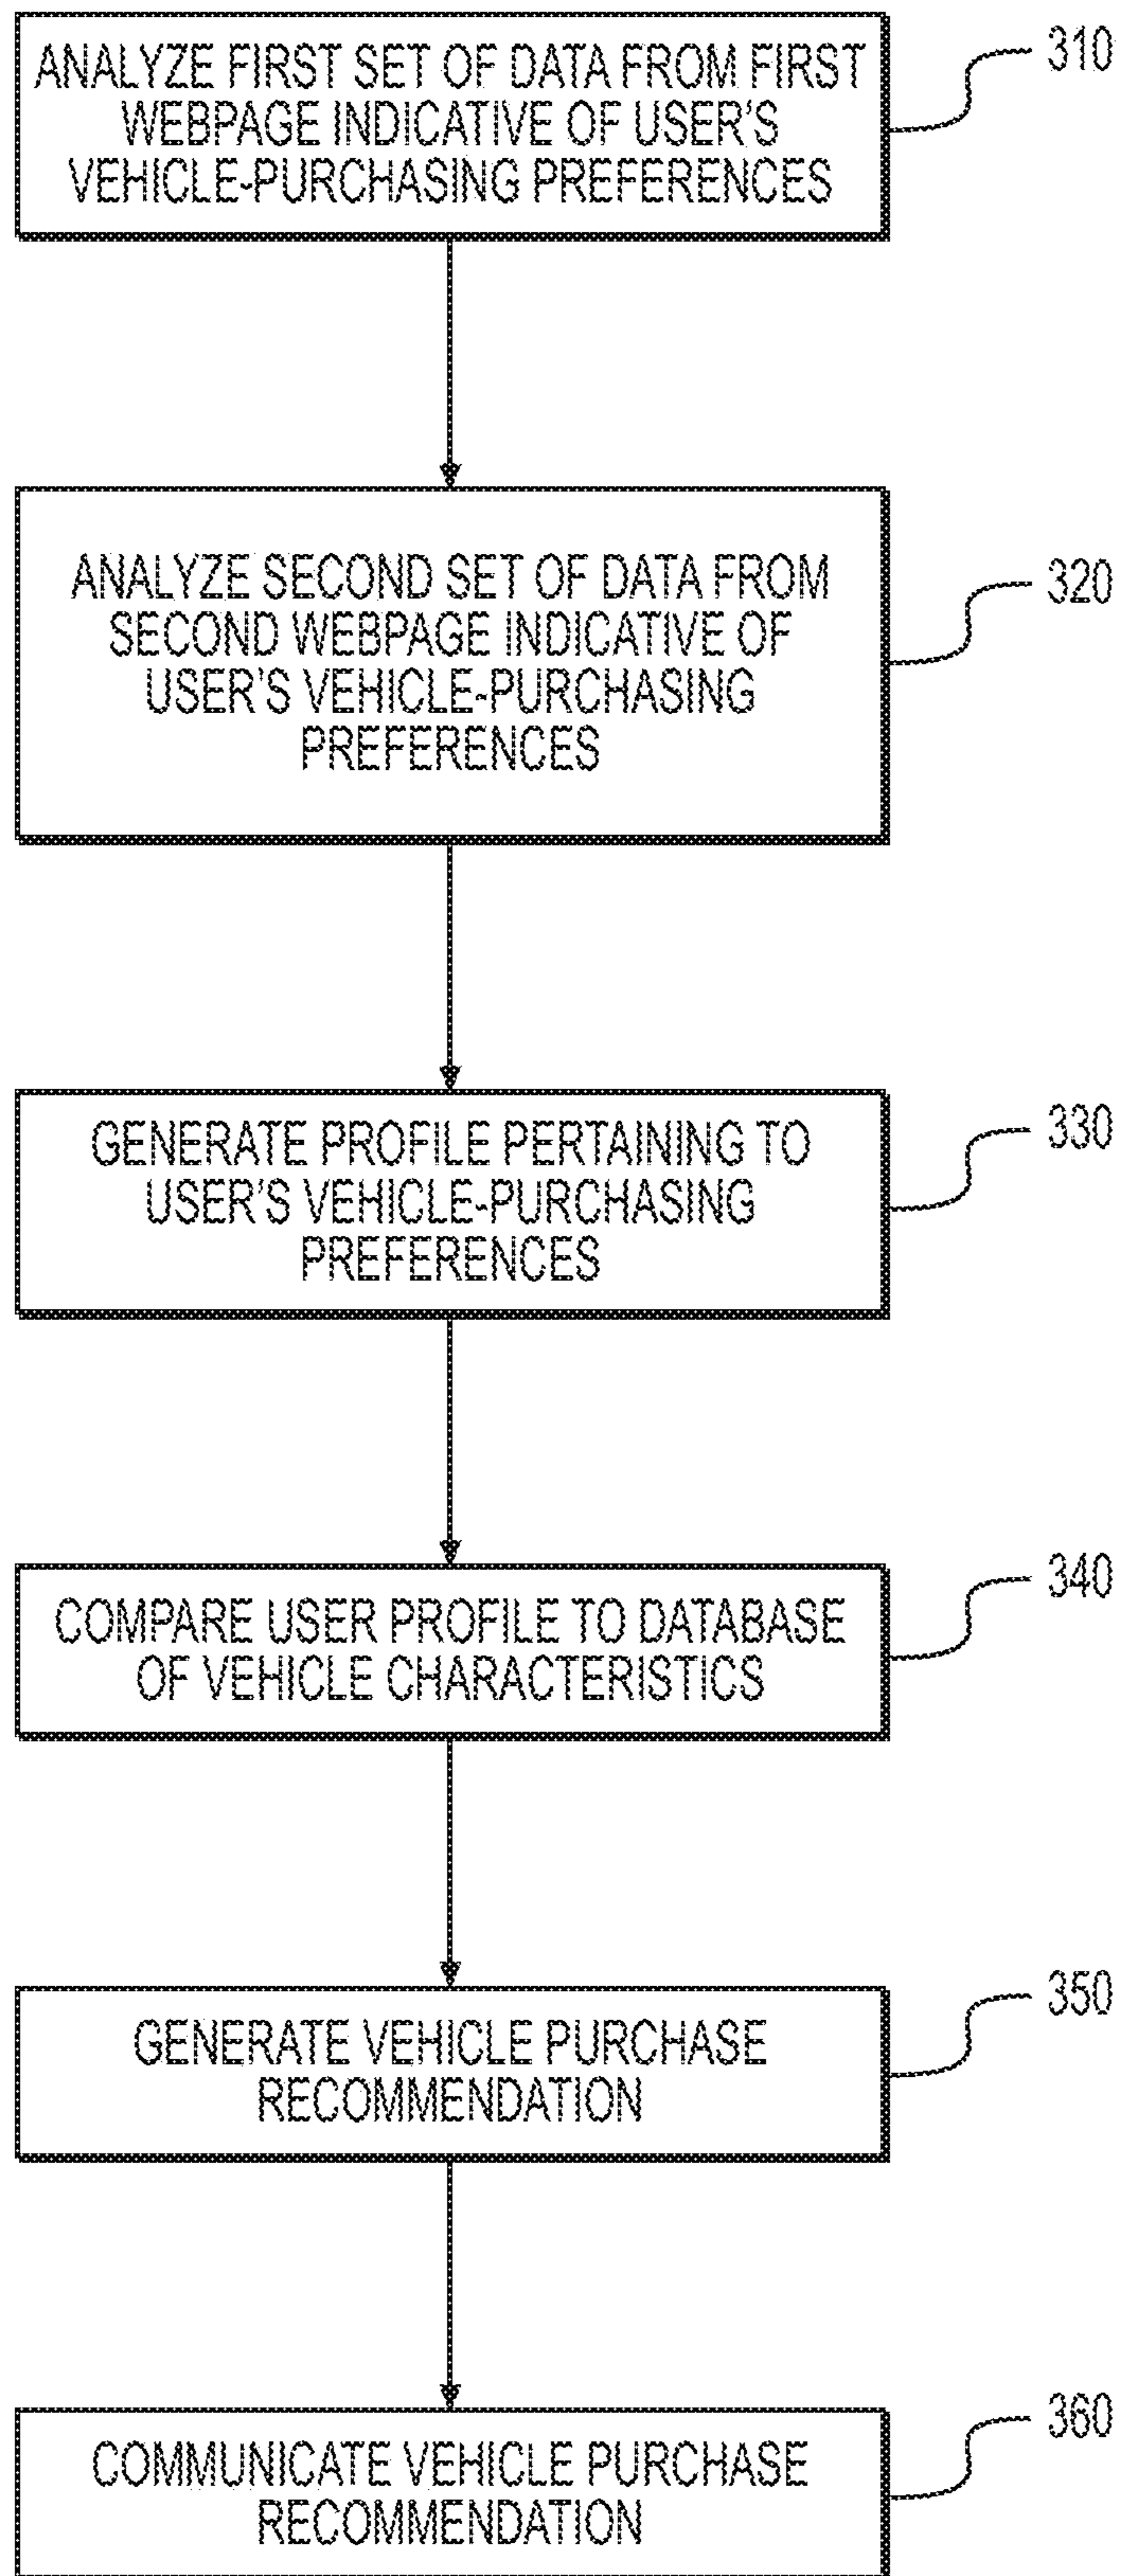 ANALYZE FIRST SET OF DATA FROM FIRST
WEBPAGE INDICATIVE OF USER'S
VEHICLE-PURCHASING PREFERENCES
310
ANALYZE SECOND SET OF DATA FROM
SECOND WEBPAGE INDICATIVE OF
USER'S VEHICLE-PURCHASING
PREFERENCES
320
GENERATE PROFILE PERTAINING TO
USER'S VEHICLE-PURCHASING
PREFERENCES
330
COMPARE USER PROFILE TO DATABASE
OF VEHICLE CHARACTERISTICS
340
GENERATE VEHICLE PURCHASE
RECOMMENDATION
350
COMMUNICATE VEHICLE PURCHASE
RECOMMENDATION
360